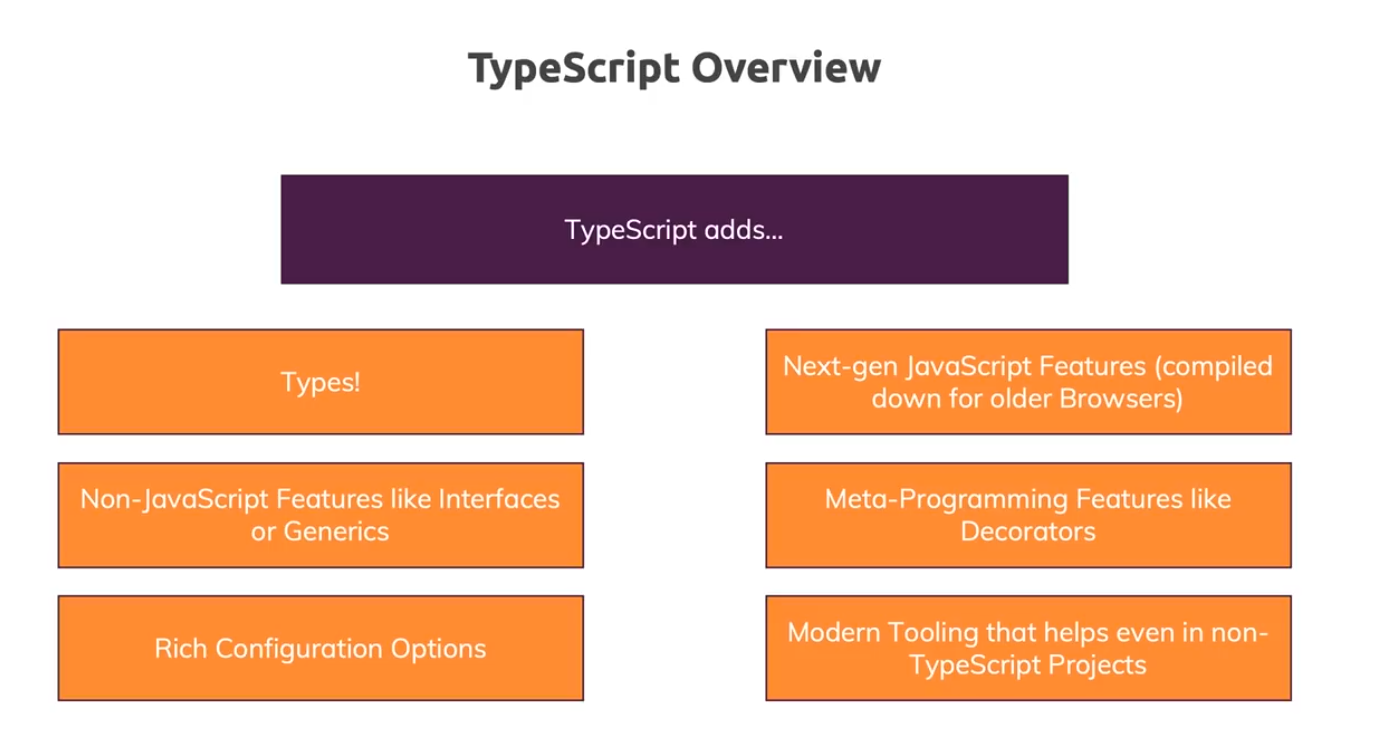 TypeScript Overview
TypeScript adds...
Types!
Next-gen JavaScript Features (compiled
down for older Browsers)
Non-JavaScript Features like Interfaces
or Generics
Meta-Programming Features like
Decorators
Rich Configuration Options
Modern Tooling that helps even in non-
TypeScript Projects